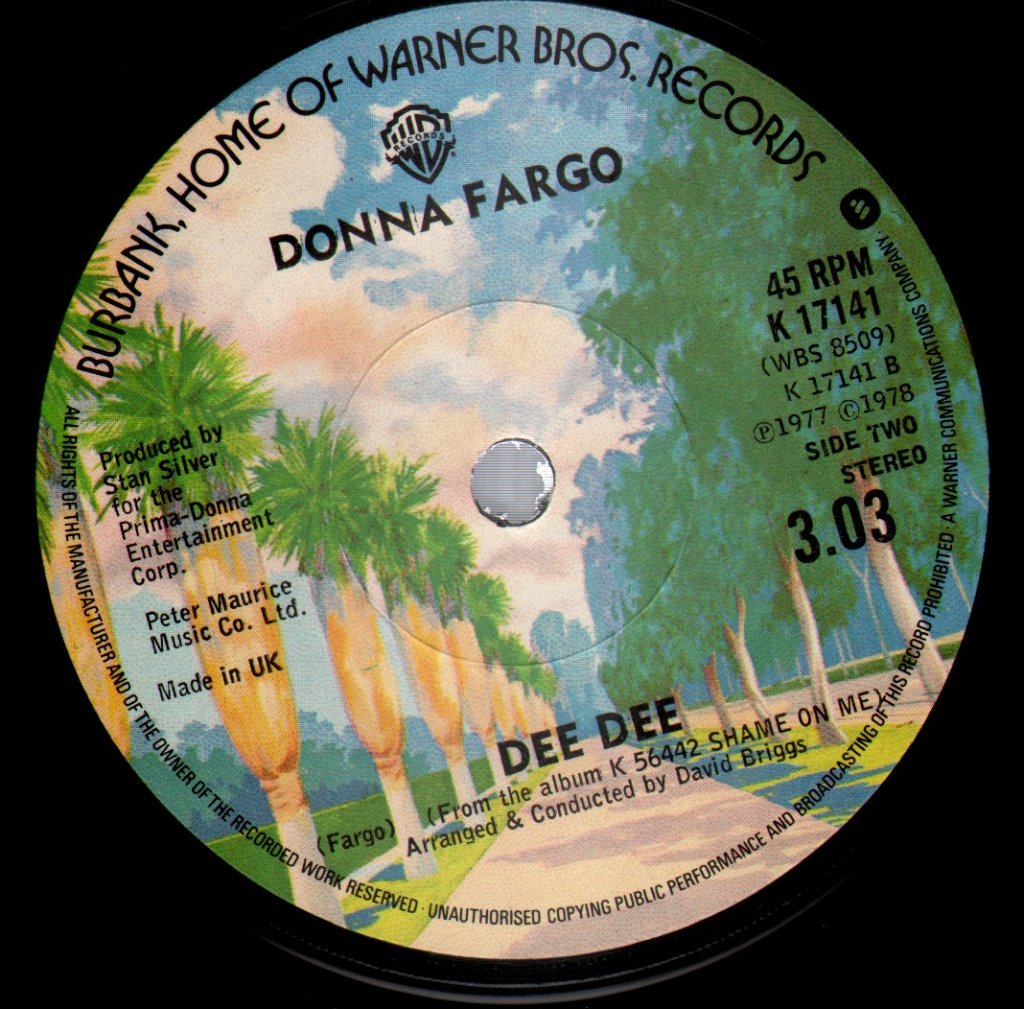 BURBANK, HOME OF WARNER BROS. RECORDS
WB
RECORDS
DONNA FARGO
45 RPM
K 17141
(WBS 8509)
K 17141 B
Ⓟ1977 ©1978
SIDE TWO
STEREO
3.03
Produced by
Stan Silver
for the
Prima-Donna
Entertainment
Corp.
Peter Maurice
Music Co. Ltd.
Made in UK
DEE DEE
(Fargo) (From the album K 56442 SHAME ON ME)
Arranged & Conducted by David Briggs
ALL RIGHTS OF THE MANUFACTURER AND OF THE OWNER OF THE RECORDED WORK RESERVED · UNAUTHORISED COPYING PUBLIC PERFORMANCE AND BROADCASTING OF THIS RECORD PROHIBITED · A WARNER COMMUNICATIONS COMPANY ·